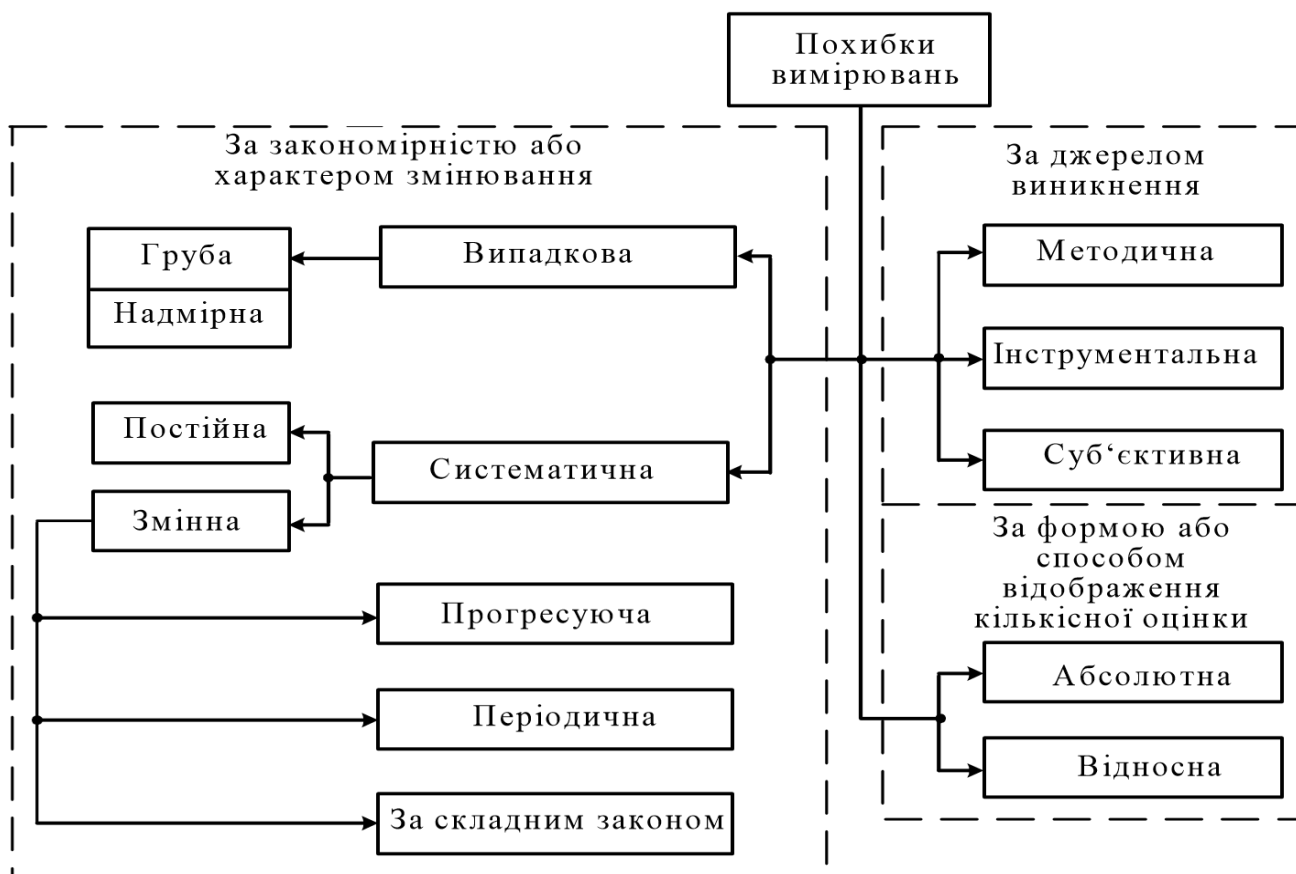 Похибки
вимірювань
За закономірністю або
характером змінювання
Груба
Надмірна
Випадкова
Постійна
Змінна
Систематична
Прогресуюча
Періодична
За складним законом
За джерелом
виникнення
Методична
Інструментальна
Суб‘єктивна
За формою або
способом
відображення
кількісної оцінки
Абсолютна
Відносна